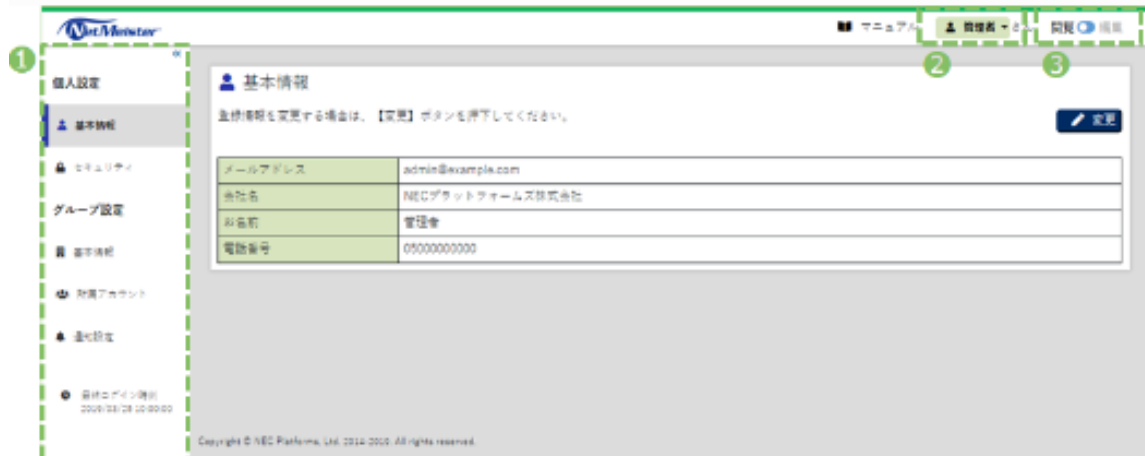 NetMeister
マニュアル
管理者
閲覧 編集
1
2
3
個人設定
基本情報
セキュリティ
グループ設定
基本情報
所属アカウント
通知設定
最終ログイン時刻
基本情報
登録情報を変更する場合は、【変更】ボタンを押下してください。
変更
メールアドレス admin@example.com
会社名 NECプラットフォームズ株式会社
お名前 管理者
電話番号 05000000000
Copyright © NEC Platforms, Ltd. 2014-2019. All rights reserved.